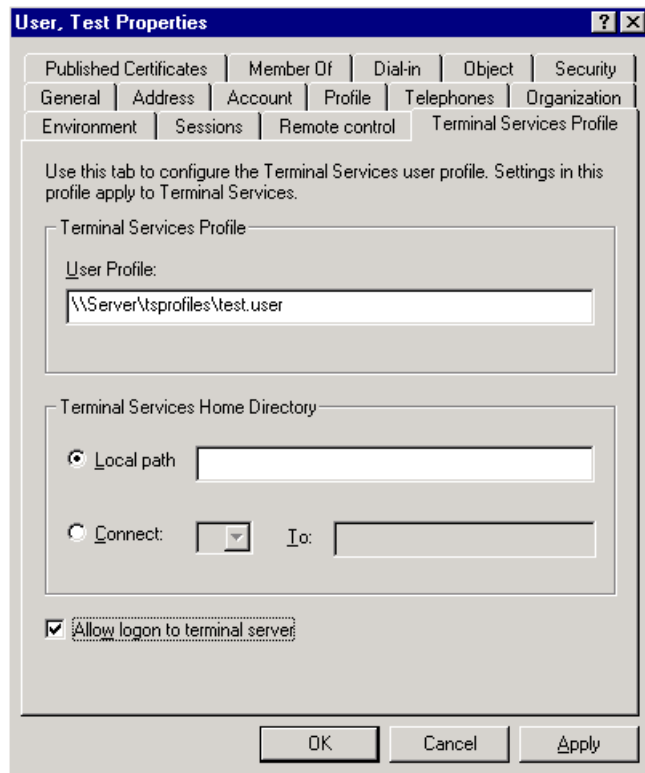 User, Test Properties
Published Certificates Member Of Dial-in Object Security
General Address Account Profile Telephones Organization
Environment Sessions Remote control Terminal Services Profile
Use this tab to configure the Terminal Services user profile. Settings in this
profile apply to Terminal Services.
Terminal Services Profile
User Profile:
\\Server\tsprofiles\test.user
Terminal Services Home Directory
Local path
Connect: To:
Allow logon to terminal server
OK Cancel Apply